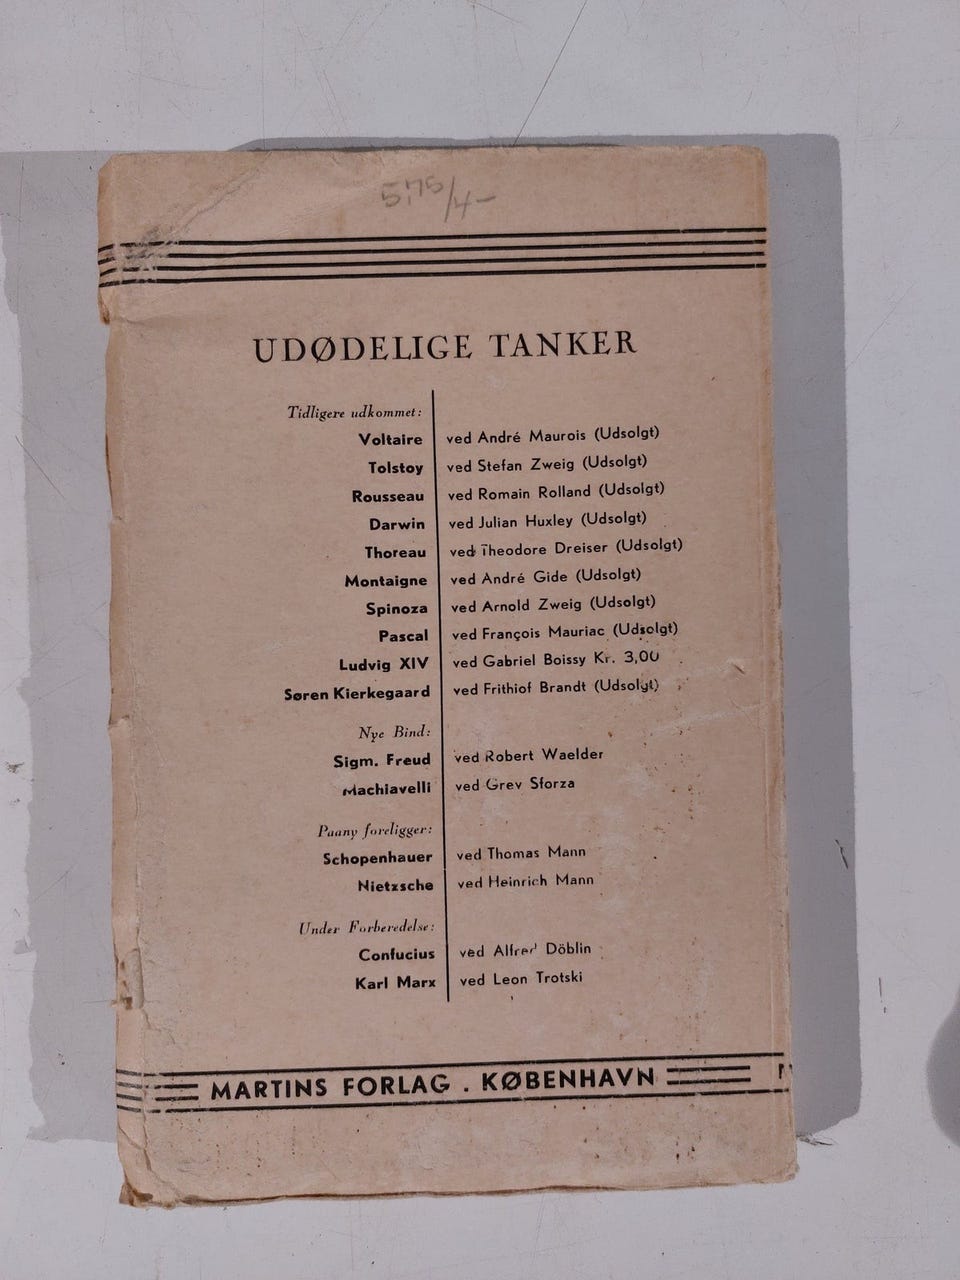 5,75/4-
UDØDELIGE TANKER
Tidligere udkommet:
Voltaire ved André Maurois (Udsolgt)
Tolstoy ved Stefan Zweig (Udsolgt)
Rousseau ved Romain Rolland (Udsolgt)
Darwin ved Julian Huxley (Udsolgt)
Thoreau ved Theodore Dreiser (Udsolgt)
Montaigne ved André Gide (Udsolgt)
Spinoza ved Arnold Zweig (Udsolgt)
Pascal ved François Mauriac (Udsolgt)
Ludvig XIV ved Gabriel Boissy Kr. 3,00
Søren Kierkegaard ved Frithiof Brandt (Udsolgt)
Nye Bind:
Sigm. Freud ved Robert Waelder
Machiavelli ved Grev Sforza
Paany foreligger:
Schopenhauer ved Thomas Mann
Nietzsche ved Heinrich Mann
Under Forberedelse:
Confucius ved Alfred Döblin
Karl Marx ved Leon Trotski
MARTINS FORLAG . KØBENHAVN